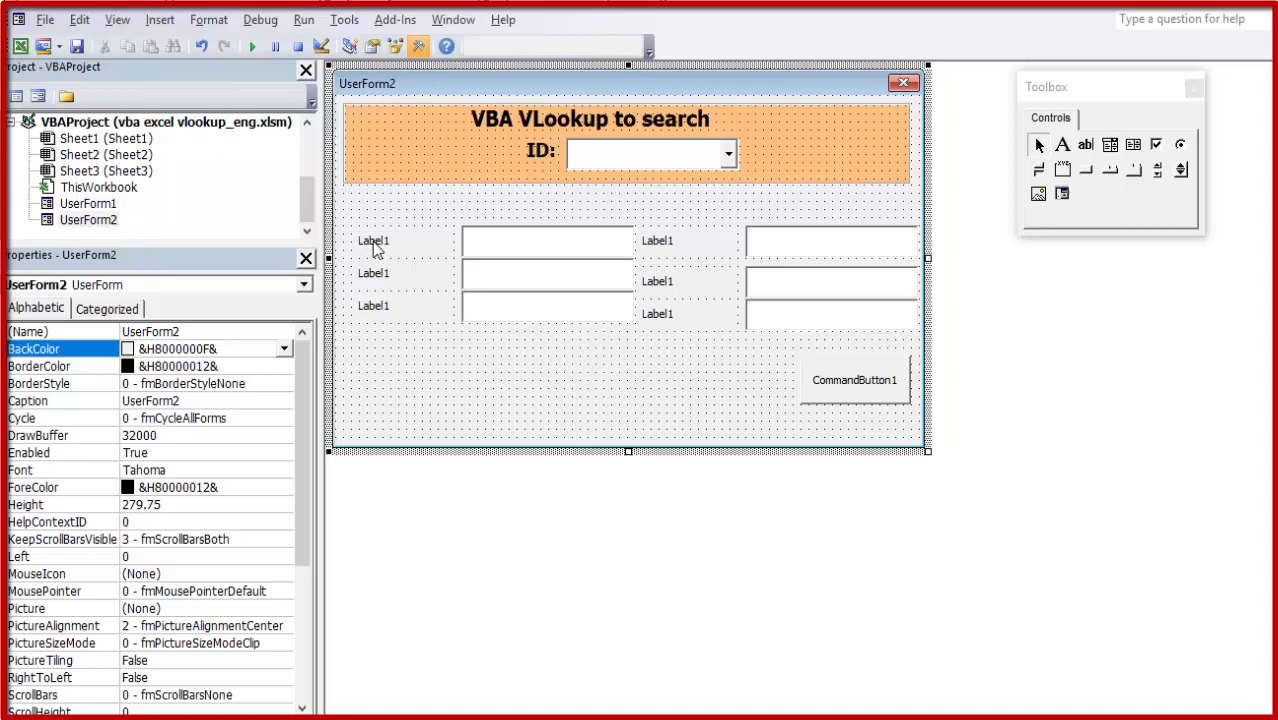 File Edit View Insert Format Debug Run Tools Add-Ins Window Help
Type a question for help
roject - VBAProject
VBAProject (vba excel vlookup_eng.xlsm)
Sheet1 (Sheet1)
Sheet2 (Sheet2)
Sheet3 (Sheet3)
ThisWorkbook
UserForm1
UserForm2
roperties - UserForm2
UserForm2 UserForm
Alphabetic Categorized
(Name) UserForm2
BackColor &H8000000F&
BorderColor &H80000012&
BorderStyle 0 - fmBorderStyleNone
Caption UserForm2
Cycle 0 - fmCycleAllForms
DrawBuffer 32000
Enabled True
Font Tahoma
ForeColor &H80000012&
Height 279.75
HelpContextID 0
KeepScrollBarsVisible 3 - fmScrollBarsBoth
Left 0
MouseIcon (None)
MousePointer 0 - fmMousePointerDefault
Picture (None)
PictureAlignment 2 - fmPictureAlignmentCenter
PictureSizeMode 0 - fmPictureSizeModeClip
PictureTiling False
RightToLeft False
ScrollBars 0 - fmScrollBarsNone
ScrollHeight 0
UserForm2
VBA VLookup to search
ID:
Label1 Label1
Label1 Label1
Label1 Label1
CommandButton1
Toolbox
Controls
A ab|